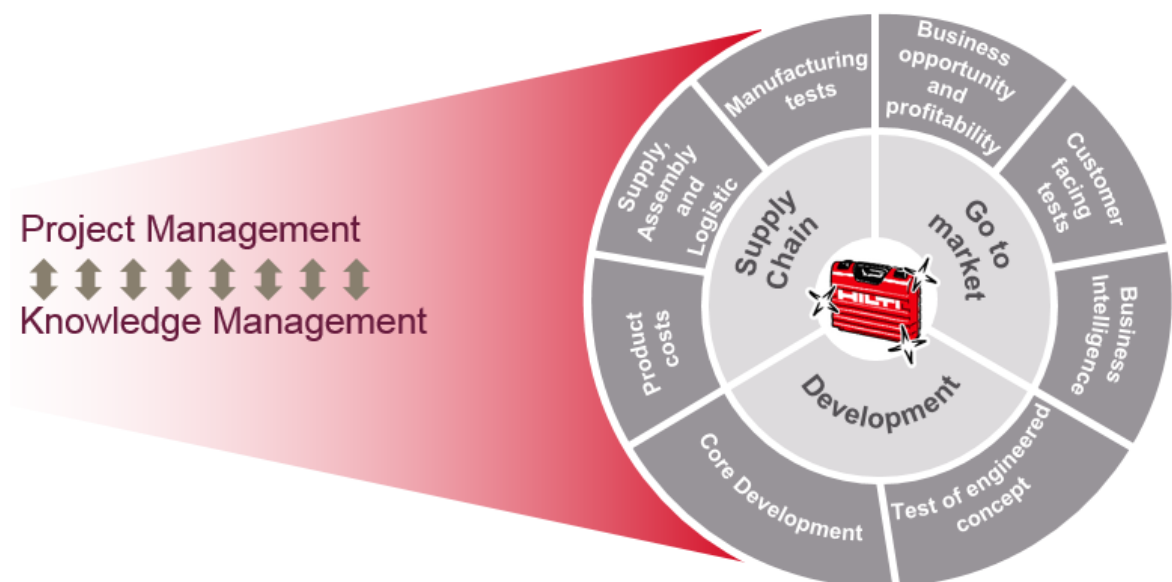 Project Management
Knowledge Management
Manufacturing
tests
Business
opportunity
and
profitability
Customer
facing
tests
Business
Intelligence
Test of engineered
concept
Core Development
Product
costs
Supply,
Assembly
and
Logistic
Supply
Chain
Go to
market
Development
HILTI